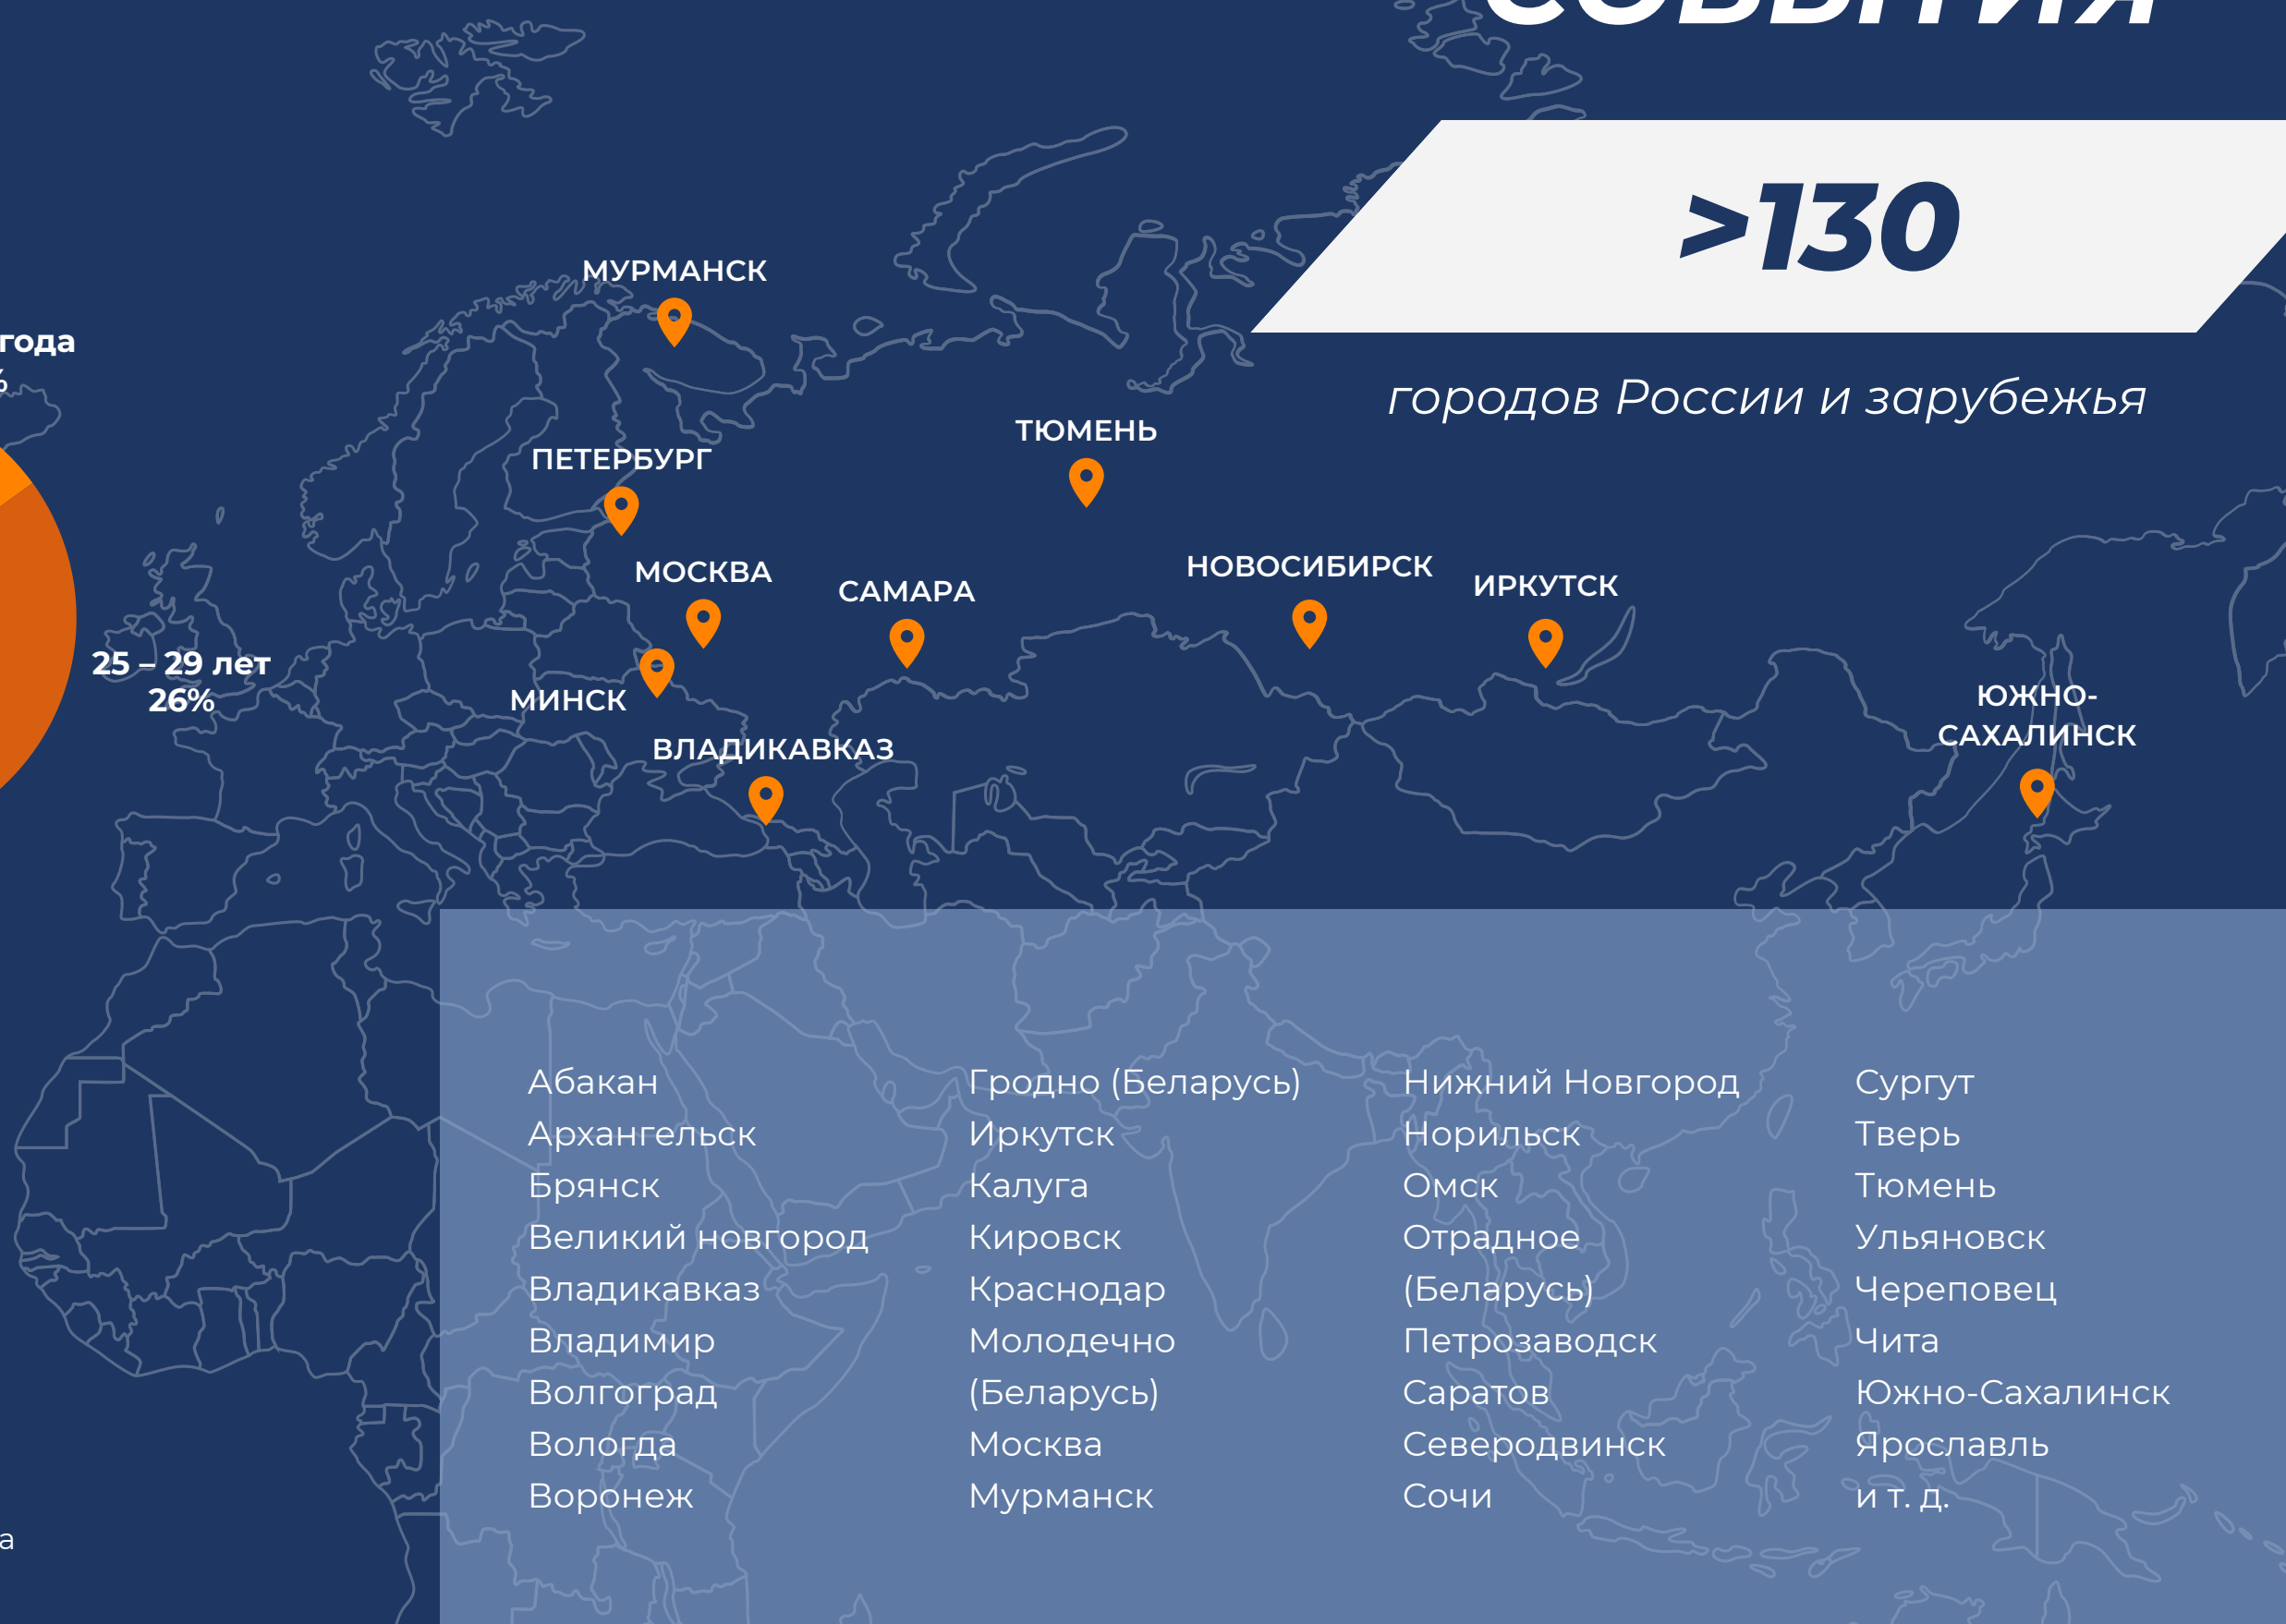 СОБЫТИЯ
>130
городов России и зарубежья
года
%
25 – 29 лет
26%
МУРМАНСК
ПЕТЕРБУРГ
ТЮМЕНЬ
МОСКВА
САМАРА
НОВОСИБИРСК
ИРКУТСК
МИНСК
ВЛАДИКАВКАЗ
ЮЖНО-
САХАЛИНСК
Абакан
Архангельск
Брянск
Великий новгород
Владикавказ
Владимир
Волгоград
Вологда
Воронеж
Гродно (Беларусь)
Иркутск
Калуга
Кировск
Краснодар
Молодечно
(Беларусь)
Москва
Мурманск
Нижний Новгород
Норильск
Омск
Отрадное
(Беларусь)
Петрозаводск
Саратов
Северодвинск
Сочи
Сургут
Тверь
Тюмень
Ульяновск
Череповец
Чита
Южно-Сахалинск
Ярославль
и т. д.
а